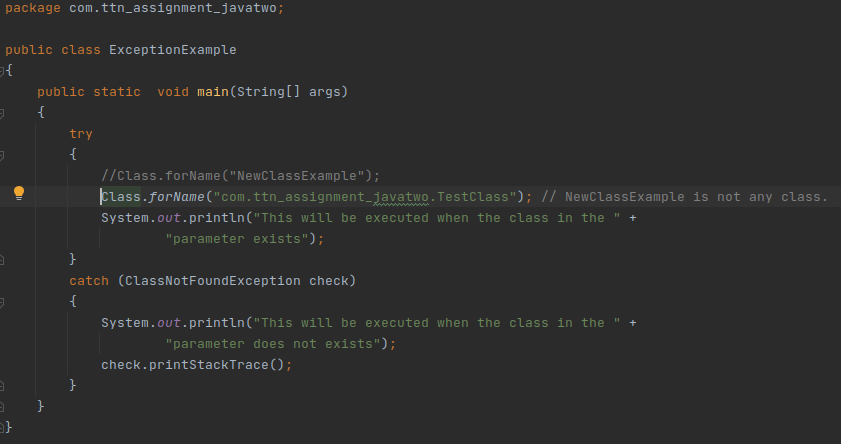 package com.ttn_assignment_javatwo;
public class ExceptionExample
{
public static  void main(String[] args)
{
try
{
//Class.forName("NewClassExample");
Class.forName("com.ttn_assignment_javatwo.TestClass"); // NewClassExample is not any class.
System.out.println("This will be executed when the class in the " +
"parameter exists");
}
catch (ClassNotFoundException check)
{
System.out.println("This will be executed when the class in the " +
"parameter does not exists");
check.printStackTrace();
}
}
}